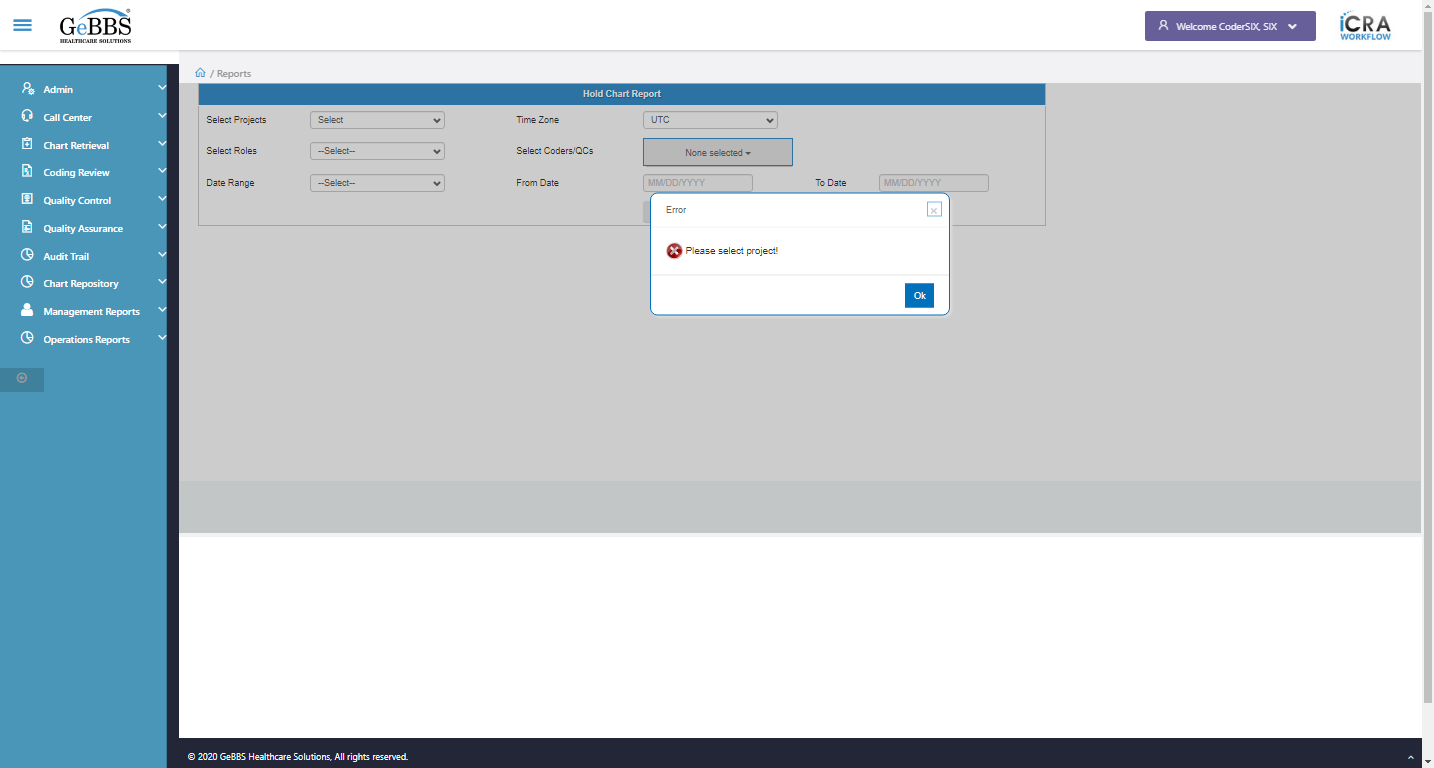 GeBBS®
HEALTHCARE SOLUTIONS
Welcome CoderSIX, SIX
iCRA
WORKFLOW
/ Reports
Admin
Call Center
Chart Retrieval
Coding Review
Quality Control
Quality Assurance
Audit Trail
Chart Repository
Management Reports
Operations Reports
Hold Chart Report
Select Projects Select Time Zone UTC
Select Roles --Select-- Select Coders/QCs None selected
Date Range --Select-- From Date MM/DD/YYYY To Date MM/DD/YYYY
Error
Please select project!
Ok
© 2020 GeBBS Healthcare Solutions, All rights reserved.